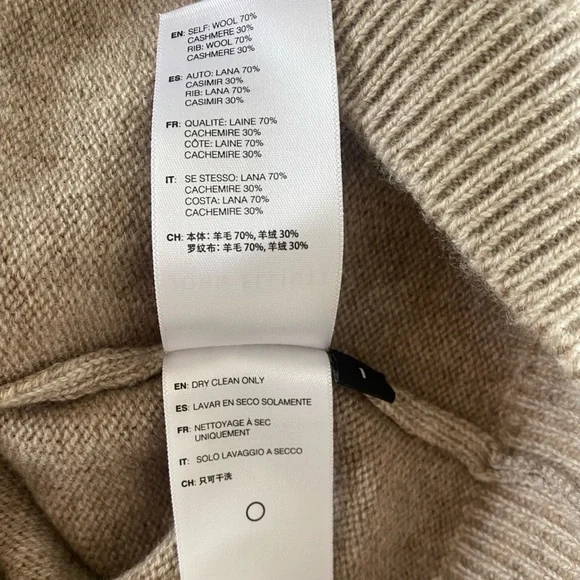 EN: SELF: WOOL 70%
CASHMERE 30%
RIB: WOOL 70%
CASHMERE 30%
ES: AUTO: LANA 70%
CASIMIR 30%
RIB: LANA 70%
CASIMIR 30%
FR: QUALITÉ: LAINE 70%
CACHEMIRE 30%
CÔTE: LAINE 70%
CACHEMIRE 30%
IT: SE STESSO: LANA 70%
CACHEMIRE 30%
COSTA: LANA 70%
CACHEMIRE 30%
CH: 本体: 羊毛 70%, 羊绒 30%
罗纹布: 羊毛 70%, 羊绒 30%
EN: DRY CLEAN ONLY
ES: LAVAR EN SECO SOLAMENTE
FR: NETTOYAGE À SEC
UNIQUEMENT
IT: SOLO LAVAGGIO A SECCO
CH: 只可干洗